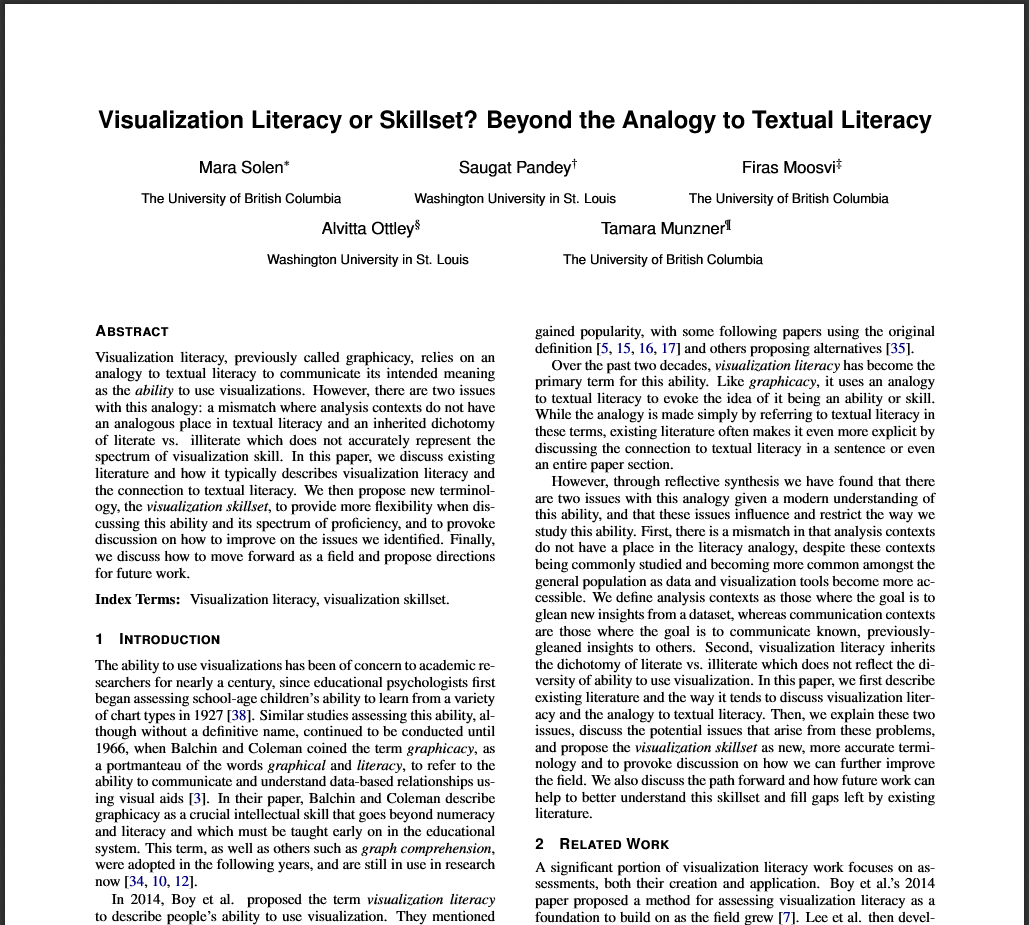 Visualization Literacy or Skillset? Beyond the Analogy to Textual Literacy
Mara Solen* Saugat Pandey† Firas Moosvi‡
The University of British Columbia Washington University in St. Louis The University of British Columbia
Alvitta Ottley§ Tamara Munzner¶
Washington University in St. Louis The University of British Columbia
ABSTRACT
Visualization literacy, previously called graphicacy, relies on an
analogy to textual literacy to communicate its intended meaning
as the ability to use visualizations. However, there are two issues
with this analogy: a mismatch where analysis contexts do not have
an analogous place in textual literacy and an inherited dichotomy
of literate vs. illiterate which does not accurately represent the
spectrum of visualization skill. In this paper, we discuss existing
literature and how it typically describes visualization literacy and
the connection to textual literacy. We then propose new terminol-
ogy, the visualization skillset, to provide more flexibility when dis-
cussing this ability and its spectrum of proficiency, and to provoke
discussion on how to improve on the issues we identified. Finally,
we discuss how to move forward as a field and propose directions
for future work.
Index Terms: Visualization literacy, visualization skillset.
1 INTRODUCTION
The ability to use visualizations has been of concern to academic re-
searchers for nearly a century, since educational psychologists first
began assessing school-age children's ability to learn from a variety
of chart types in 1927 [38]. Similar studies assessing this ability, al-
though without a definitive name, continued to be conducted until
1966, when Balchin and Coleman coined the term graphicacy, as
a portmanteau of the words graphical and literacy, to refer to the
ability to communicate and understand data-based relationships us-
ing visual aids [3]. In their paper, Balchin and Coleman describe
graphicacy as a crucial intellectual skill that goes beyond numeracy
and literacy and which must be taught early on in the educational
system. This term, as well as others such as graph comprehension,
were adopted in the following years, and are still in use in research
now [34, 10, 12].
In 2014, Boy et al. proposed the term visualization literacy
to describe people's ability to use visualization. They mentioned
gained popularity, with some following papers using the original
definition [5, 15, 16, 17] and others proposing alternatives [35].
Over the past two decades, visualization literacy has become the
primary term for this ability. Like graphicacy, it uses an analogy
to textual literacy to evoke the idea of it being an ability or skill.
While the analogy is made simply by referring to textual literacy in
these terms, existing literature often makes it even more explicit by
discussing the connection to textual literacy in a sentence or even
an entire paper section.
However, through reflective synthesis we have found that there
are two issues with this analogy given a modern understanding of
this ability, and that these issues influence and restrict the way we
study this ability. First, there is a mismatch in that analysis contexts
do not have a place in the literacy analogy, despite these contexts
being commonly studied and becoming more common amongst the
general population as data and visualization tools become more ac-
cessible. We define analysis contexts as those where the goal is to
glean new insights from a dataset, whereas communication contexts
are those where the goal is to communicate known, previously-
gleaned insights to others. Second, visualization literacy inherits
the dichotomy of literate vs. illiterate which does not reflect the di-
versity of ability to use visualization. In this paper, we first describe
existing literature and the way it tends to discuss visualization liter-
acy and the analogy to textual literacy. Then, we explain these two
issues, discuss the potential issues that arise from these problems,
and propose the visualization skillset as new, more accurate termi-
nology and to provoke discussion on how we can further improve
the field. We also discuss the path forward and how future work can
help to better understand this skillset and fill gaps left by existing
literature.
2 RELATED WORK
A significant portion of visualization literacy work focuses on as-
sessments, both their creation and application. Boy et al.'s 2014
paper proposed a method for assessing visualization literacy as a
foundation to build on as the field grew [7]. Lee et al. then devel-